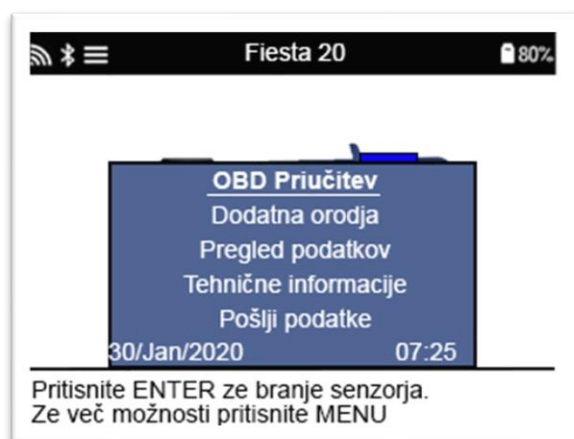 Fiesta 20 80%
OBD Priučitev
Dodatna orodja
Pregled podatkov
Tehnične informacije
Pošlji podatke
30/Jan/2020 07:25
Pritisnite ENTER ze branje senzorja.
Ze več možnosti pritisnite MENU